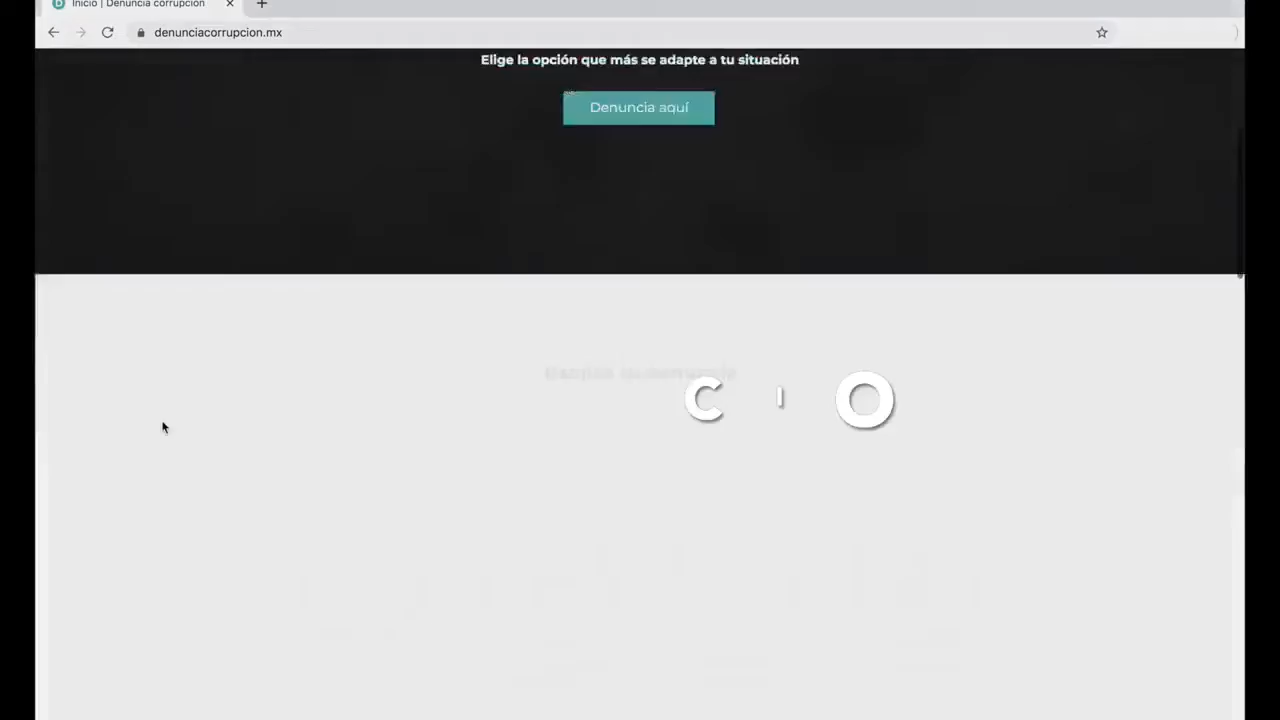 Inicio | Denuncia corrupción
denunciacorrupcion.mx
Elige la opción que más se adapte a tu situación
Denuncia aquí
C I O